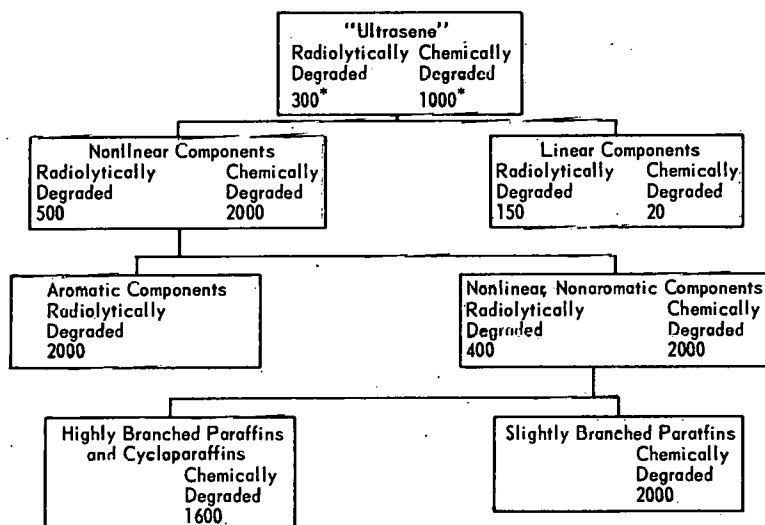 "Ultrasene"
Radiolytically Chemically
Degraded Degraded
300* 1000*
Nonlinear Components
Radiolytically Chemically
Degraded Degraded
500 2000
Linear Components
Radiolytically Chemically
Degraded Degraded
150 20
Aromatic Components
Radiolytically
Degraded
2000
Nonlinear, Nonaromatic Components
Radiolytically Chemically
Degraded Degraded
400 2000
Highly Branched Paraffins
and Cycloparaffins
Chemically
Degraded
1600
Slightly Branched Paraffins
Chemically
Degraded
2000